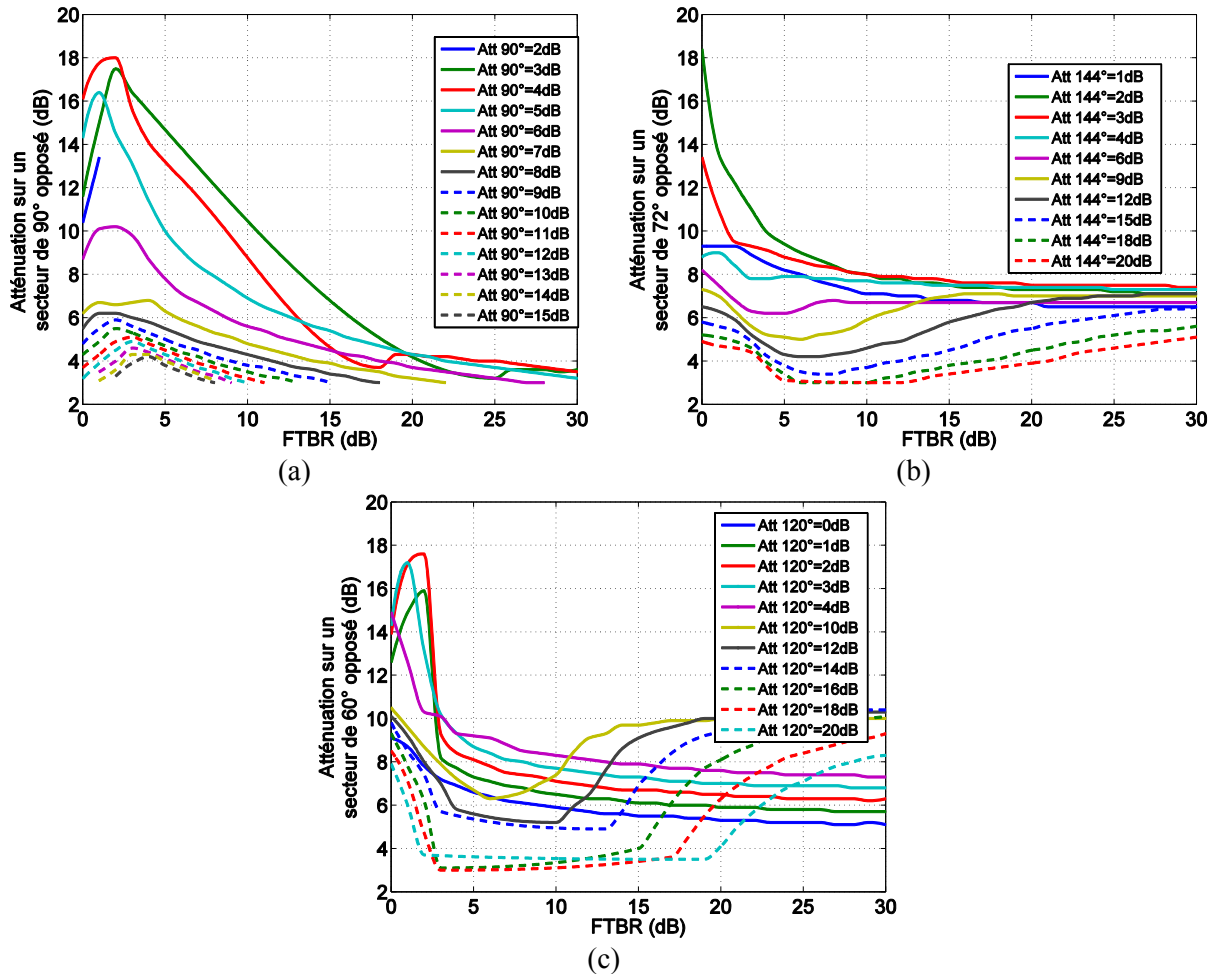 20
18
16
14
12
10
8
6
4
2
0
5
10
15
20
25
30
Atténuation sur un
secteur de 90° opposé (dB)
FTBR (dB)
Att 90°=2dB
Att 90°=3dB
Att 90°=4dB
Att 90°=5dB
Att 90°=6dB
Att 90°=7dB
Att 90°=8dB
Att 90°=9dB
Att 90°=10dB
Att 90°=11dB
Att 90°=12dB
Att 90°=13dB
Att 90°=14dB
Att 90°=15dB
(a)
20
18
16
14
12
10
8
6
4
2
0
5
10
15
20
25
30
Atténuation sur un
secteur de 72° opposé (dB)
FTBR (dB)
Att 144°=1dB
Att 144°=2dB
Att 144°=3dB
Att 144°=4dB
Att 144°=6dB
Att 144°=9dB
Att 144°=12dB
Att 144°=15dB
Att 144°=18dB
Att 144°=20dB
(b)
20
18
16
14
12
10
8
6
4
2
0
5
10
15
20
25
30
Atténuation sur un
secteur de 60° opposé (dB)
FTBR (dB)
Att 120°=0dB
Att 120°=1dB
Att 120°=2dB
Att 120°=3dB
Att 120°=4dB
Att 120°=10dB
Att 120°=12dB
Att 120°=14dB
Att 120°=16dB
Att 120°=18dB
Att 120°=20dB
(c)